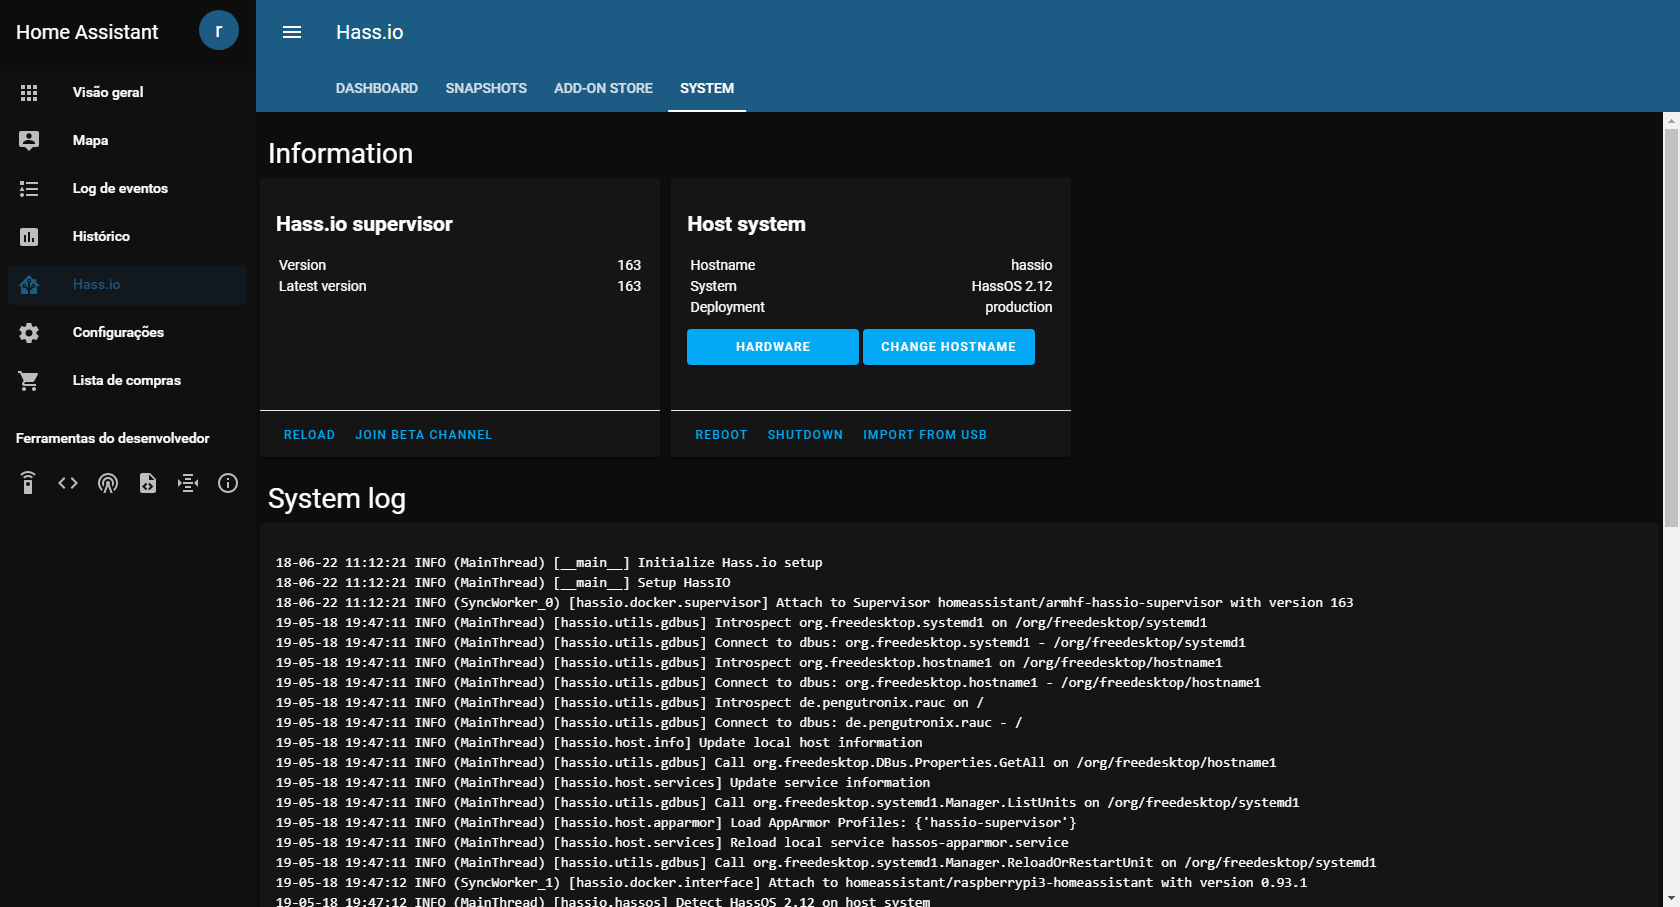 Home Assistant
r
Visão geral
Mapa
Log de eventos
Histórico
Hass.io
Configurações
Lista de compras
Ferramentas do desenvolvedor
Hass.io
DASHBOARD SNAPSHOTS ADD-ON STORE SYSTEM
Information
Hass.io supervisor
Version 163
Latest version 163
RELOAD JOIN BETA CHANNEL
Host system
Hostname hassio
System HassOS 2.12
Deployment production
HARDWARE CHANGE HOSTNAME
REBOOT SHUTDOWN IMPORT FROM USB
System log
18-06-22 11:12:21 INFO (MainThread) [__main__] Initialize Hass.io setup
18-06-22 11:12:21 INFO (MainThread) [__main__] Setup HassIO
18-06-22 11:12:21 INFO (SyncWorker_0) [hassio.docker.supervisor] Attach to Supervisor homeassistant/armhf-hassio-supervisor with version 163
19-05-18 19:47:11 INFO (MainThread) [hassio.utils.gdbus] Introspect org.freedesktop.systemd1 on /org/freedesktop/systemd1
19-05-18 19:47:11 INFO (MainThread) [hassio.utils.gdbus] Connect to dbus: org.freedesktop.systemd1 - /org/freedesktop/systemd1
19-05-18 19:47:11 INFO (MainThread) [hassio.utils.gdbus] Introspect org.freedesktop.hostname1 on /org/freedesktop/hostname1
19-05-18 19:47:11 INFO (MainThread) [hassio.utils.gdbus] Connect to dbus: org.freedesktop.hostname1 - /org/freedesktop/hostname1
19-05-18 19:47:11 INFO (MainThread) [hassio.utils.gdbus] Introspect de.pengutronix.rauc on /
19-05-18 19:47:11 INFO (MainThread) [hassio.utils.gdbus] Connect to dbus: de.pengutronix.rauc - /
19-05-18 19:47:11 INFO (MainThread) [hassio.host.info] Update local host information
19-05-18 19:47:11 INFO (MainThread) [hassio.utils.gdbus] Call org.freedesktop.DBus.Properties.GetAll on /org/freedesktop/hostname1
19-05-18 19:47:11 INFO (MainThread) [hassio.host.services] Update service information
19-05-18 19:47:11 INFO (MainThread) [hassio.utils.gdbus] Call org.freedesktop.systemd1.Manager.ListUnits on /org/freedesktop/systemd1
19-05-18 19:47:11 INFO (MainThread) [hassio.host.apparmor] Load AppArmor Profiles: {'hassio-supervisor'}
19-05-18 19:47:11 INFO (MainThread) [hassio.host.services] Reload local service hassos-apparmor.service
19-05-18 19:47:11 INFO (MainThread) [hassio.utils.gdbus] Call org.freedesktop.systemd1.Manager.ReloadOrRestartUnit on /org/freedesktop/systemd1
19-05-18 19:47:12 INFO (SyncWorker_1) [hassio.docker.interface] Attach to homeassistant/raspberrypi3-homeassistant with version 0.93.1
19-05-18 19:47:12 INFO (MainThread) [hassio.hassos] Detect HassOS 2.12 on host system